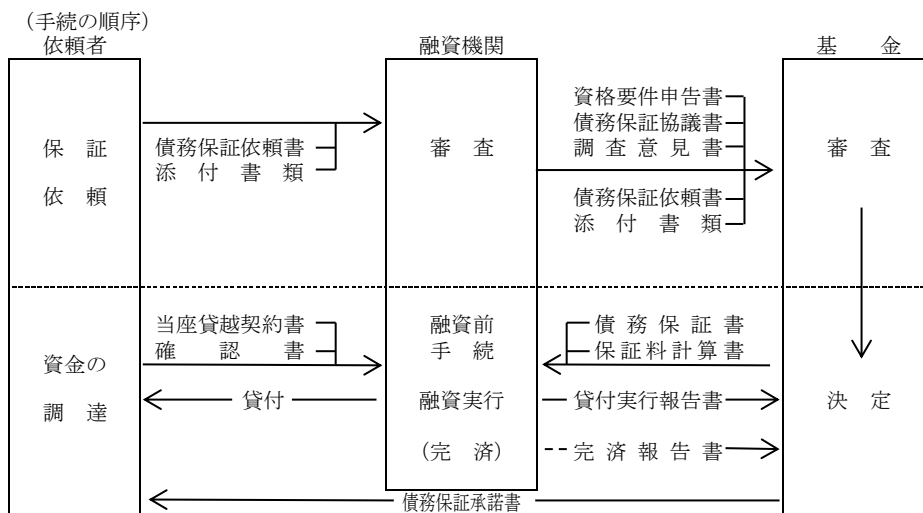 (手続の順序)
依頼者
融資機関
基 金
保 証
依 頼
債務保証依頼書
添付書類
審 査
資格要件申告書
債務保証協議書
調査意見書
債務保証依頼書
添付書類
審 査
資金の
調 達
当座貸越契約書
確認書
貸付
融資前
手 続
融資実行
(完 済)
債務保証書
保証料計算書
貸付実行報告書
完済報告書
決 定
債務保証承諾書